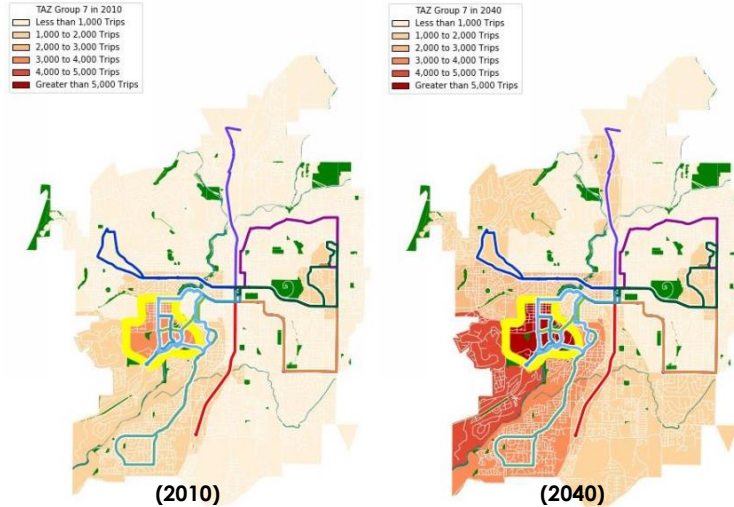 TAZ Group 7 in 2010
Less than 1,000 Trips
1,000 to 2,000 Trips
2,000 to 3,000 Trips
3,000 to 4,000 Trips
4,000 to 5,000 Trips
Greater than 5,000 Trips
(2010)
TAZ Group 7 in 2040
Less than 1,000 Trips
1,000 to 2,000 Trips
2,000 to 3,000 Trips
3,000 to 4,000 Trips
4,000 to 5,000 Trips
Greater than 5,000 Trips
(2040)